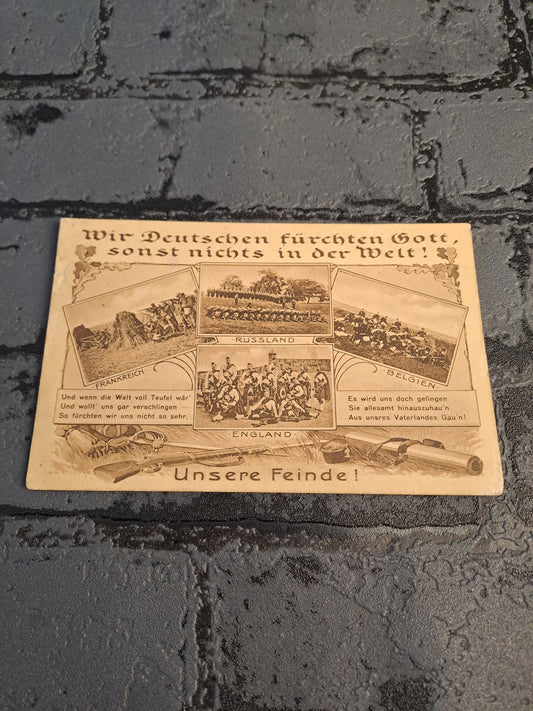 Wir Deutschen fürchten Gott,
sonst nichts in der Welt!
RUSSLAND
FRANKREICH
BELGIEN
Und wenn die Welt voll Teufel wär'
Und wollt' uns gar verschlingen —
So fürchten wir uns nicht so sehr.
ENGLAND
Es wird uns doch gelingen
Sie allesamt hinauszuhau'n
Aus unsres Vaterlandes Gau'n!
Unsere Feinde!